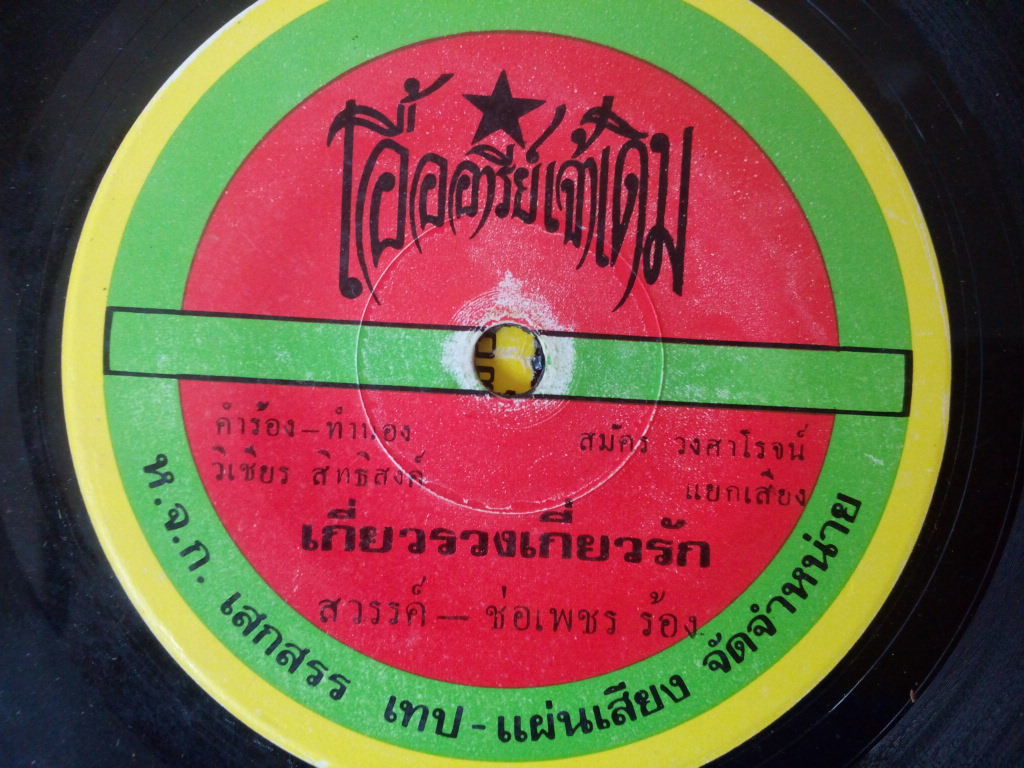 โอื้ออารีย์เจ้าเดิม
คำร้อง - ทำนอง
วิเชียร สิทธิสงค์
สมัคร วงศาโรจน์
แยกเสียง
เกี่ยวรวงเกี่ยวรัก
สวรรค์ - ช่อเพชร ร้อง
ห.จ.ก. เสกสรร เทป - แผ่นเสียง จัดจำหน่าย